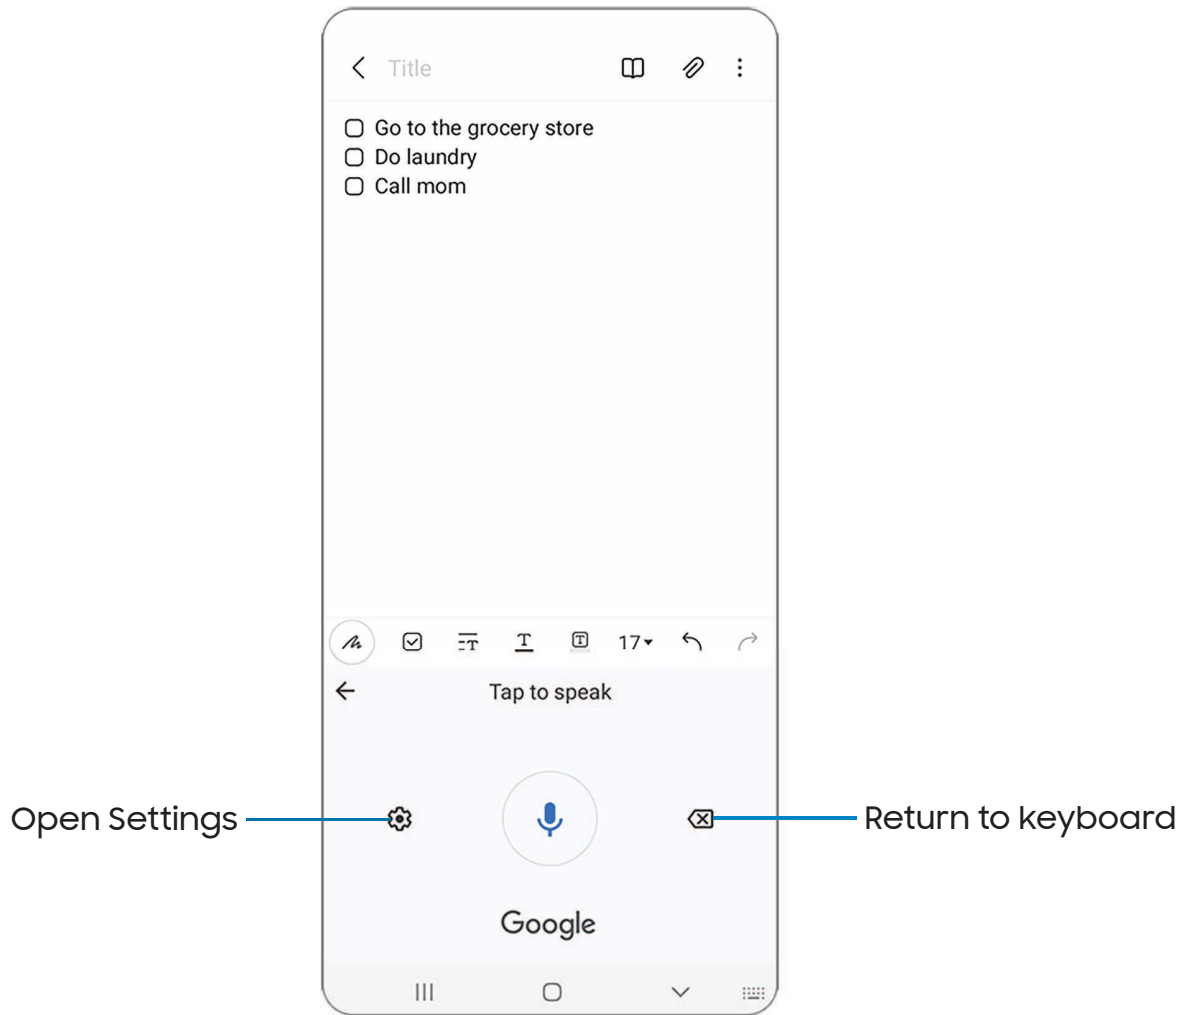 Title
Go to the grocery store
Do laundry
Call mom
17
Tap to speak
Open Settings
Return to keyboard
Google